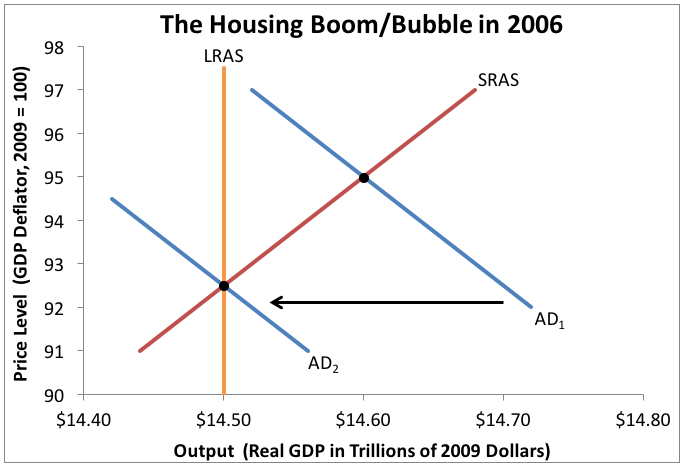 The Housing Boom/Bubble in 2006
Price Level (GDP Deflator, 2009 = 100)
98
97
96
95
94
93
92
91
90
LRAS
SRAS
AD1
AD2
$14.40
$14.50
$14.60
$14.70
$14.80
Output (Real GDP in Trillions of 2009 Dollars)